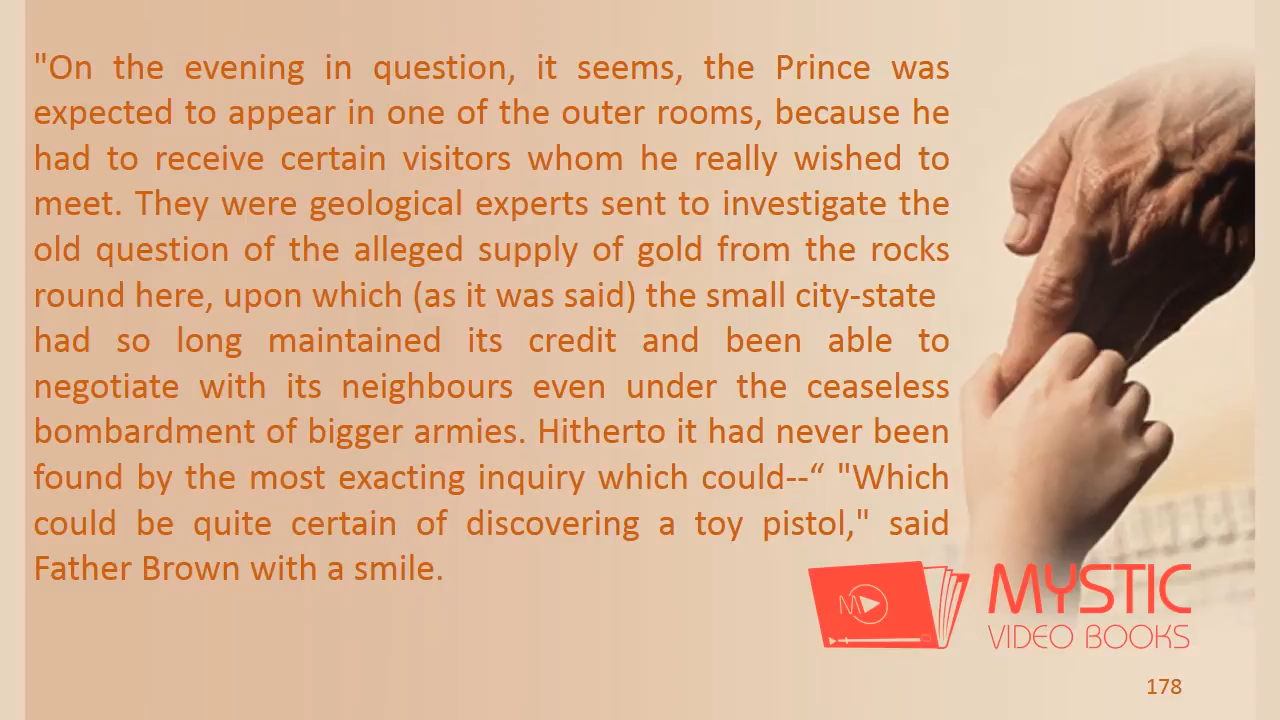 "On the evening in question, it seems, the Prince was
expected to appear in one of the outer rooms, because he
had to receive certain visitors whom he really wished to
meet. They were geological experts sent to investigate the
old question of the alleged supply of gold from the rocks
round here, upon which (as it was said) the small city-state
had so long maintained its credit and been able to
negotiate with its neighbours even under the ceaseless
bombardment of bigger armies. Hitherto it had never been
found by the most exacting inquiry which could--“ "Which
could be quite certain of discovering a toy pistol," said
Father Brown with a smile.
MYSTIC
VIDEO BOOKS
178